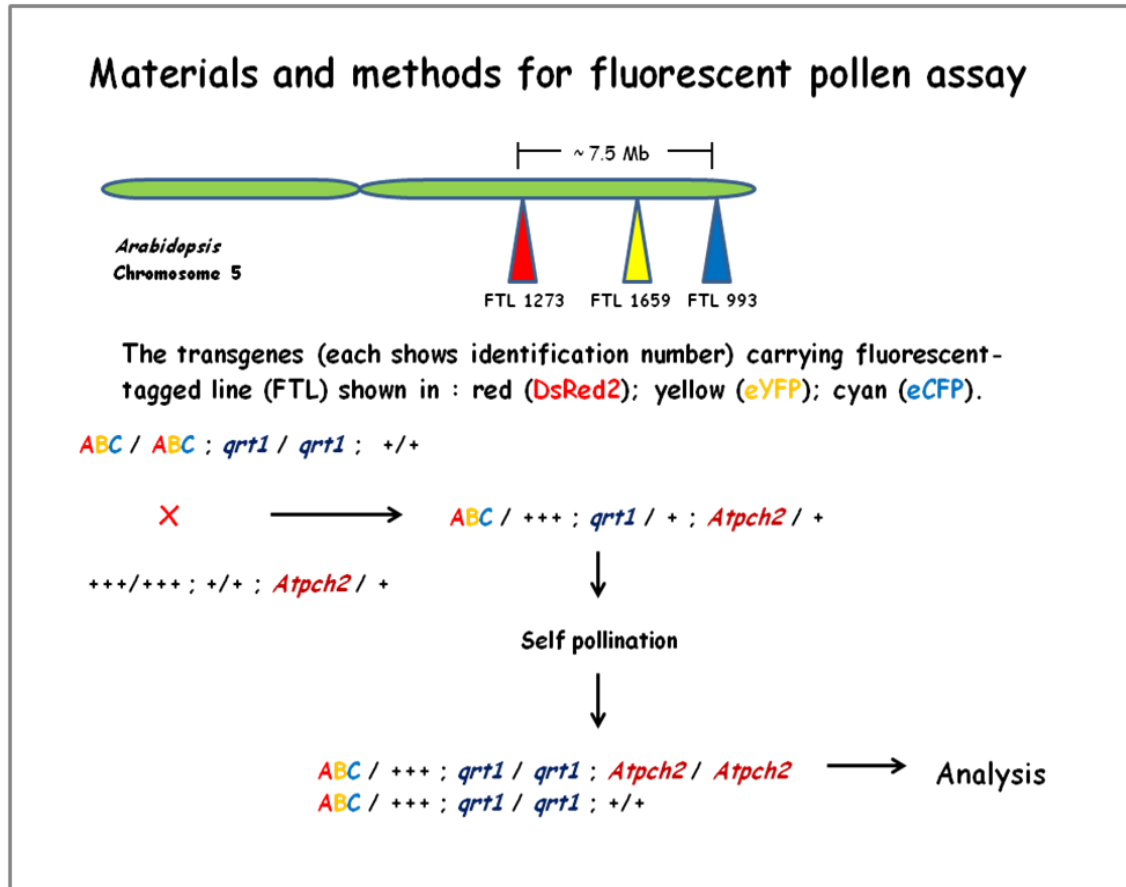 Materials and methods for fluorescent pollen assay
~ 7.5 Mb
Arabidopsis
Chromosome 5
FTL 1273 FTL 1659 FTL 993
The transgenes (each shows identification number) carrying fluorescent-
tagged line (FTL) shown in : red (DsRed2); yellow (eYFP); cyan (eCFP).
ABC / ABC ; qrt1 / qrt1 ; +/+
X
ABC / +++ ; qrt1 / + ; Atpch2 / +
+++/+++ ; +/+ ; Atpch2 / +
Self pollination
ABC / +++ ; qrt1 / qrt1 ; Atpch2 / Atpch2
Analysis
ABC / +++ ; qrt1 / qrt1 ; +/+